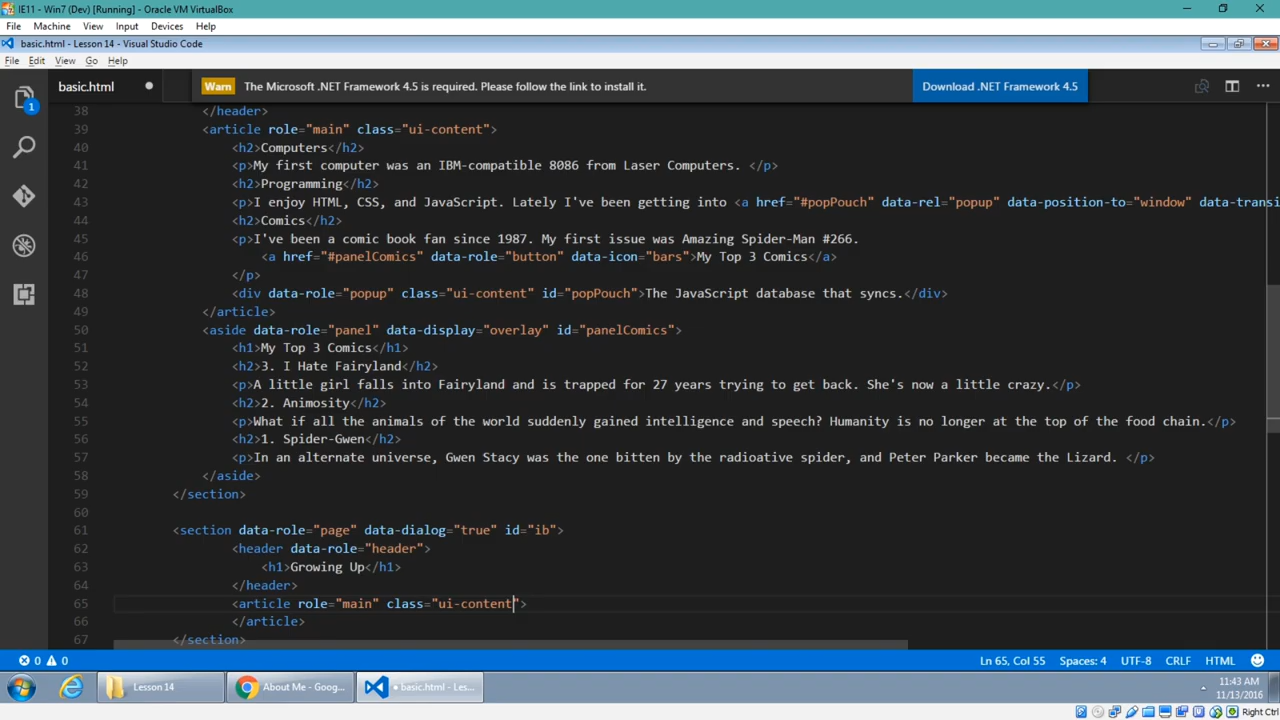 IE11 - Win7 (Dev) [Running] - Oracle VM VirtualBox
File Machine View Input Devices Help
basic.html - Lesson 14 - Visual Studio Code
File Edit View Go Help
basic.html
Warn The Microsoft .NET Framework 4.5 is required. Please follow the link to install it. Download .NET Framework 4.5
1
38 </header>
39 <article role="main" class="ui-content">
40 <h2>Computers</h2>
41 <p>My first computer was an IBM-compatible 8086 from Laser Computers. </p>
42 <h2>Programming</h2>
43 <p>I enjoy HTML, CSS, and JavaScript. Lately I've been getting into <a href="#popPouch" data-rel="popup" data-position-to="window" data-transi
44 <h2>Comics</h2>
45 <p>I've been a comic book fan since 1987. My first issue was Amazing Spider-Man #266.
46 <a href="#panelComics" data-role="button" data-icon="bars">My Top 3 Comics</a>
47 </p>
48 <div data-role="popup" class="ui-content" id="popPouch">The JavaScript database that syncs.</div>
49 </article>
50 <aside data-role="panel" data-display="overlay" id="panelComics">
51 <h1>My Top 3 Comics</h1>
52 <h2>3. I Hate Fairyland</h2>
53 <p>A little girl falls into Fairyland and is trapped for 27 years trying to get back. She's now a little crazy.</p>
54 <h2>2. Animosity</h2>
55 <p>What if all the animals of the world suddenly gained intelligence and speech? Humanity is no longer at the top of the food chain.</p>
56 <h2>1. Spider-Gwen</h2>
57 <p>In an alternate universe, Gwen Stacy was the one bitten by the radioative spider, and Peter Parker became the Lizard. </p>
58 </aside>
59 </section>
60
61 <section data-role="page" data-dialog="true" id="ib">
62 <header data-role="header">
63 <h1>Growing Up</h1>
64 </header>
65 <article role="main" class="ui-content">
66 </article>
67 </section>
0 0 Ln 65, Col 55 Spaces: 4 UTF-8 CRLF HTML
Lesson 14 About Me - Goog... • basic.html - Les...
11:43 AM
11/13/2016
Right Ctrl